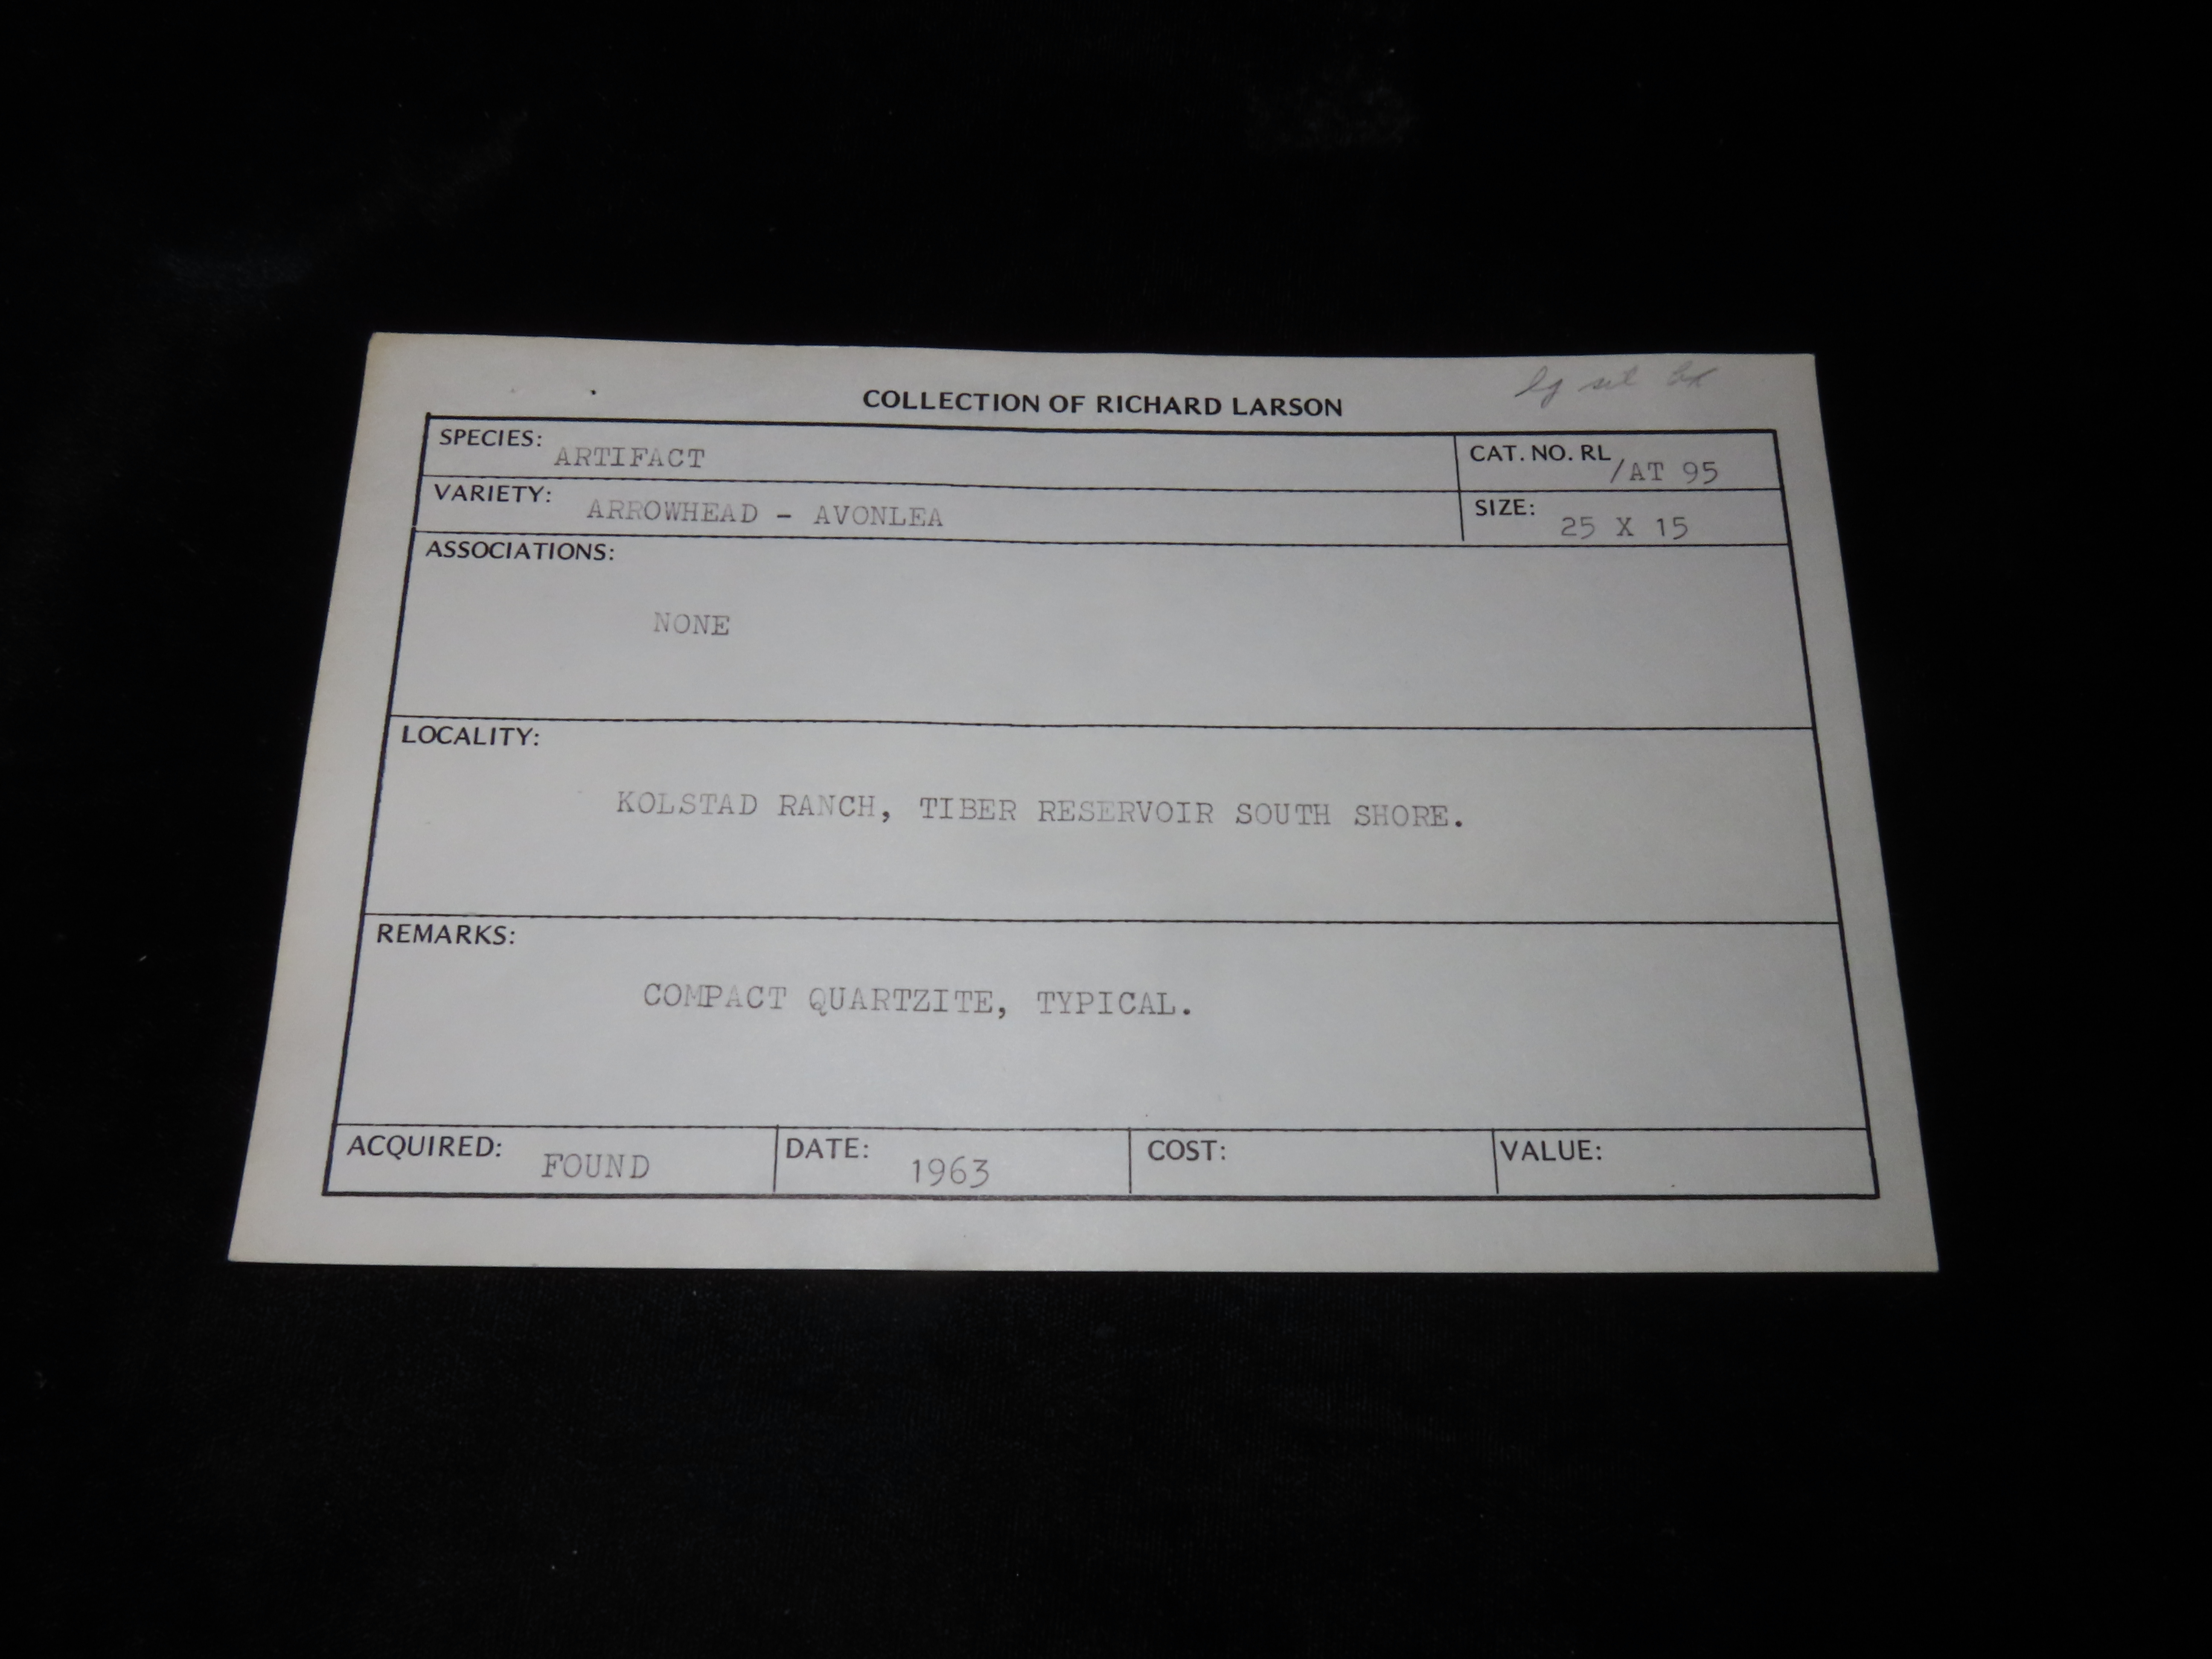 COLLECTION OF RICHARD LARSON
SPECIES: ARTIFACT
CAT. NO. RL /AT 95
VARIETY: ARROWHEAD - AVONLEA
SIZE: 25 X 15
ASSOCIATIONS:
NONE
LOCALITY:
KOLSTAD RANCH, TIBER RESERVOIR SOUTH SHORE.
REMARKS:
COMPACT QUARTZITE, TYPICAL.
ACQUIRED: FOUND
DATE: 1963
COST:
VALUE: